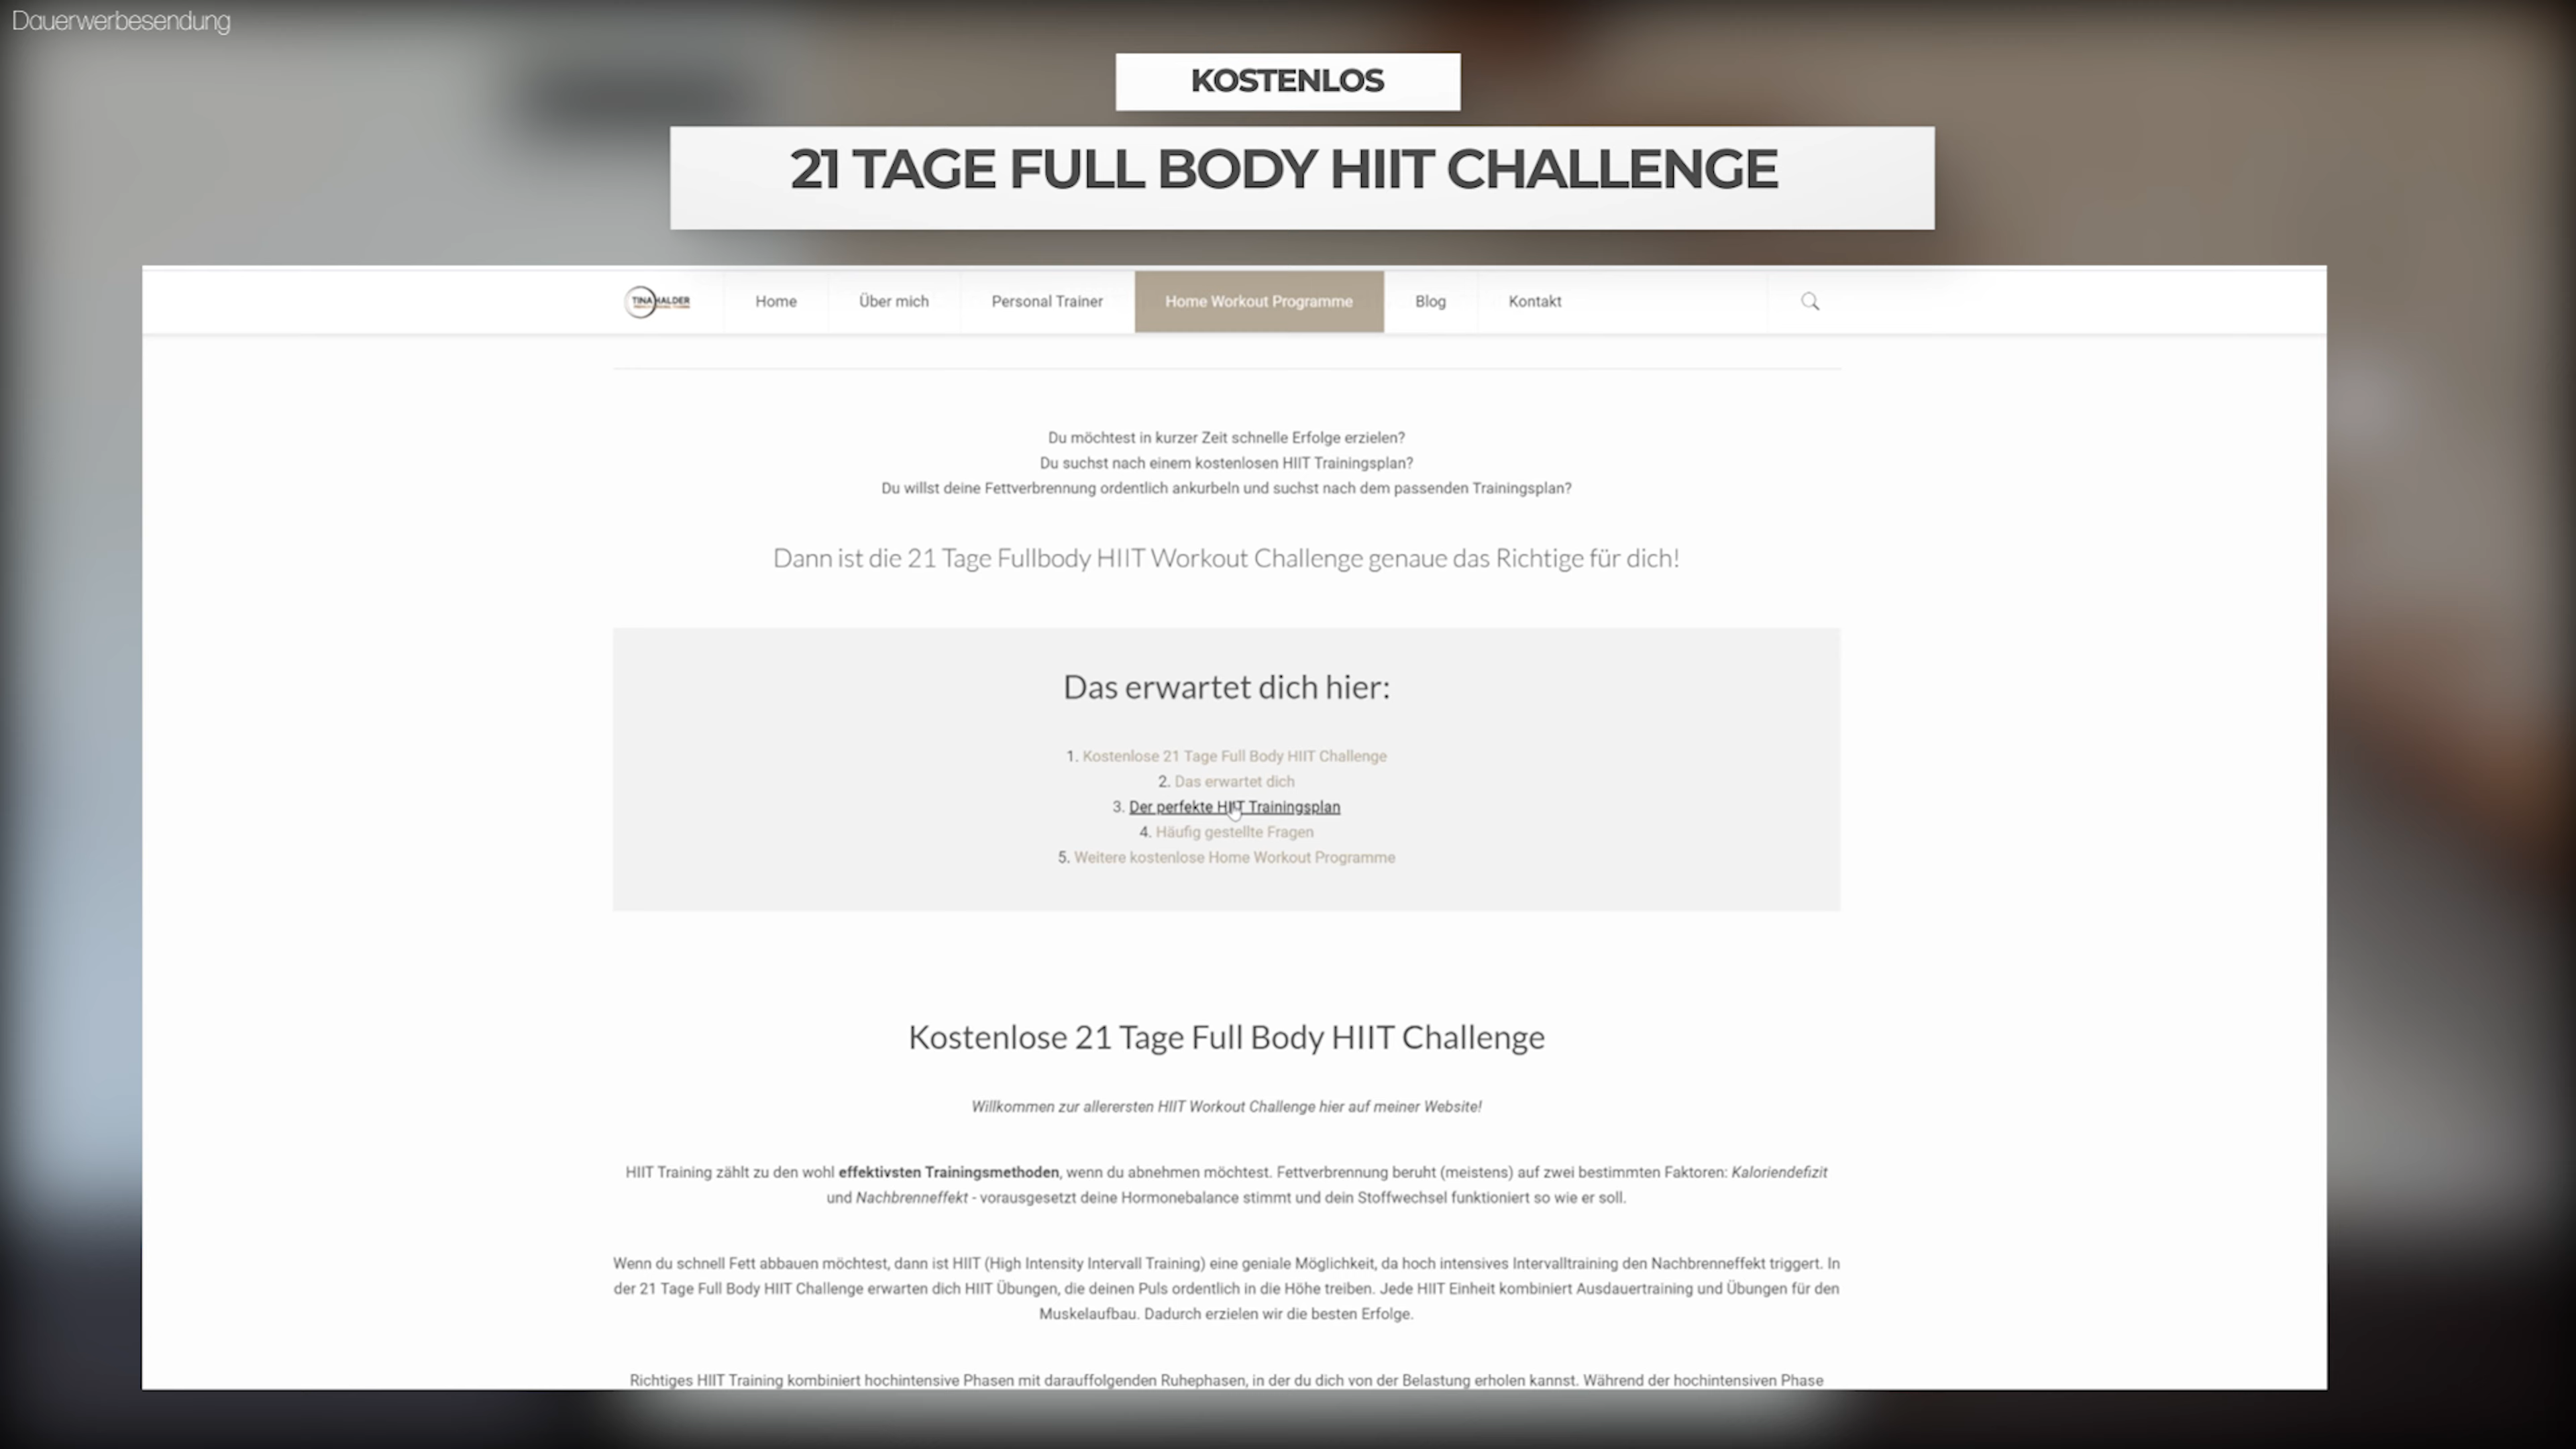 Dauerwerbesendung
KOSTENLOS
21 TAGE FULL BODY HIIT CHALLENGE
TINA HALDER
Home
Über mich
Personal Trainer
Home Workout Programme
Blog
Kontakt
Du möchtest in kurzer Zeit schnelle Erfolge erzielen?
Du suchst nach einem kostenlosen HIIT Trainingsplan?
Du willst deine Fettverbrennung ordentlich ankurbeln und suchst nach dem passenden Trainingsplan?
Dann ist die 21 Tage Fullbody HIIT Workout Challenge genaue das Richtige für dich!
Das erwartet dich hier:
1. Kostenlose 21 Tage Full Body HIIT Challenge
2. Das erwartet dich
3. Der perfekte HIIT Trainingsplan
4. Häufig gestellte Fragen
5. Weitere kostenlose Home Workout Programme
Kostenlose 21 Tage Full Body HIIT Challenge
Willkommen zur allerersten HIIT Workout Challenge hier auf meiner Website!
HIIT Training zählt zu den wohl effektivsten Trainingsmethoden, wenn du abnehmen möchtest. Fettverbrennung beruht (meistens) auf zwei bestimmten Faktoren: Kaloriendefizit
und Nachbrenneffekt - vorausgesetzt deine Hormonebalance stimmt und dein Stoffwechsel funktioniert so wie er soll.
Wenn du schnell Fett abbauen möchtest, dann ist HIIT (High Intensity Intervall Training) eine geniale Möglichkeit, da hoch intensives Intervalltraining den Nachbrenneffekt triggert. In
der 21 Tage Full Body HIIT Challenge erwarten dich HIIT Übungen, die deinen Puls ordentlich in die Höhe treiben. Jede HIIT Einheit kombiniert Ausdauertraining und Übungen für den
Muskelaufbau. Dadurch erzielen wir die besten Erfolge.
Richtiges HIIT Training kombiniert hochintensive Phasen mit darauffolgenden Ruhephasen, in der du dich von der Belastung erholen kannst. Während der hochintensiven Phase